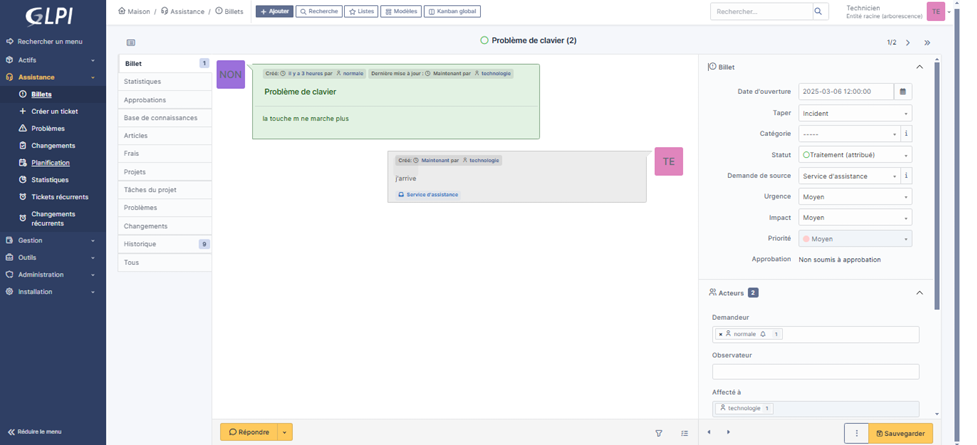 GLPI
Rechercher un menu
Actifs
Assistance
Billets
Créer un ticket
Problèmes
Changements
Planification
Statistiques
Tickets récurrents
Changements
récurrents
Gestion
Outils
Administration
Installation
Réduire le menu
Maison / Assistance / Billets
Ajouter
Recherche
Listes
Modèles
Kanban global
Rechercher...
Technicien
Entité racine (arborescence)
TE
Problème de clavier (2)
1/2
Billet 1
Statistiques
Approbations
Base de connaissances
Articles
Frais
Projets
Tâches du projet
Problèmes
Changements
Historique 9
Tous
NON
Créé: il y a 3 heures par normale Dernière mise à jour : Maintenant par technologie
Problème de clavier
la touche m ne marche plus
Créé: Maintenant par technologie
j'arrive
Service d'assistance
TE
Billet
Date d'ouverture 2025-03-06 12:00:00
Taper Incident
Catégorie -----
Statut Traitement (attribué)
Demande de source Service d'assistance
Urgence Moyen
Impact Moyen
Priorité Moyen
Approbation Non soumis à approbation
Acteurs 2
Demandeur
× normale 1
Observateur
Affecté à
technologie 1
Répondre
Sauvegarder